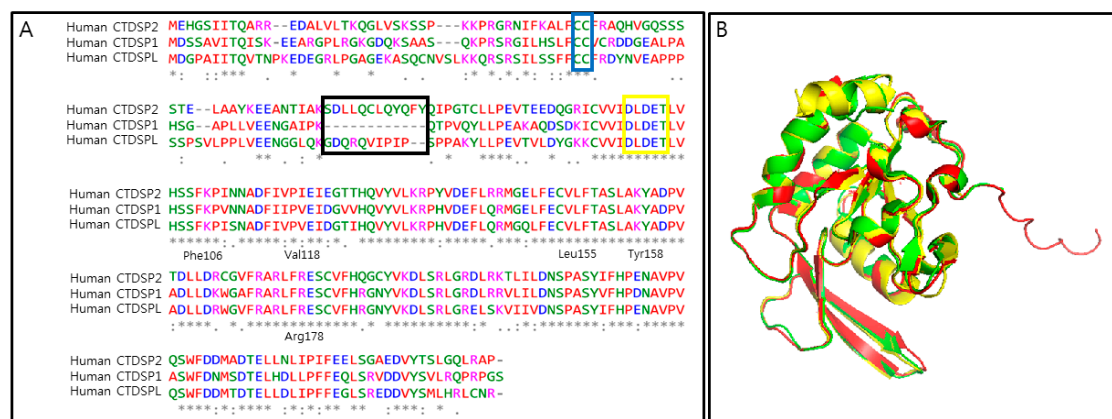 A
Human CTDSP2 MEHGSIITQARR--EDALVLTKQGLVSKSSP---KKPRGRNIFKALFCCFRAQHVGQSSS
Human CTDSP1 MDSSAVITQISK-EEARGPLRGKGDQKSAAS---QKPRSRGILHSLFCCVCRDDGEALPA
Human CTDSPL MDGPAIITQVTNPKEDEGRLPGAGEKASQCNVSLKKQRSRSILSSFFCCFRDYNVEAPPP
Human CTDSP2 STE--LAAYKEEANTIAKSDLLQCLQYQFYQIPGTCLLPEVTEEDQGRICVVIDLDETLV
Human CTDSP1 HSG--APLLVEENGAIPK------------QTPVQYLLPEAKAQDSDKICVVIDLDETLV
Human CTDSPL SSPSVLPPLVEENGGLQKGDQRQVIPIP--SPPAKYLLPEVTVLDYGKKCVVIDLDETLV
Human CTDSP2 HSSFKPINNADFIVPIEIEGTTHQVYVLKRPYVDEFLRRMGELFECVLFTASLAKYADPV
Human CTDSP1 HSSFKPVNNADFIIPVEIDGVVHQVYVLKRPHVDEFLQRMGELFECVLFTASLAKYADPV
Human CTDSPL HSSFKPISNADFIVPVEIDGTIHQVYVLKRPHVDEFLQRMGQLFECVLFTASLAKYADPV
Phe106 Val118 Leu155 Tyr158
Human CTDSP2 TDLLDRCGVFRARLFRESCVFHQGCYVKDLSRLGRDLRKTLILDNSPASYIFHPENAVPV
Human CTDSP1 ADLLDKWGAFRARLFRESCVFHRGNYVKDLSRLGRDLRRVLILDNSPASYVFHPDNAVPV
Human CTDSPL ADLLDRWGVFRARLFRESCVFHRGNYVKDLSRLGRELSKVIIVDNSPASYIFHPENAVPV
Arg178
Human CTDSP2 QSWFDDMADTELLNLIPIFEELSGAEDVYTSLGQLRAP-
Human CTDSP1 ASWFDNMSDTELHDLLPFFEQLSRVDDVYSVLRQPRPGS
Human CTDSPL QSWFDDMTDTELLDLIPFFEGLSREDDVYSMLHRLCNR-
B